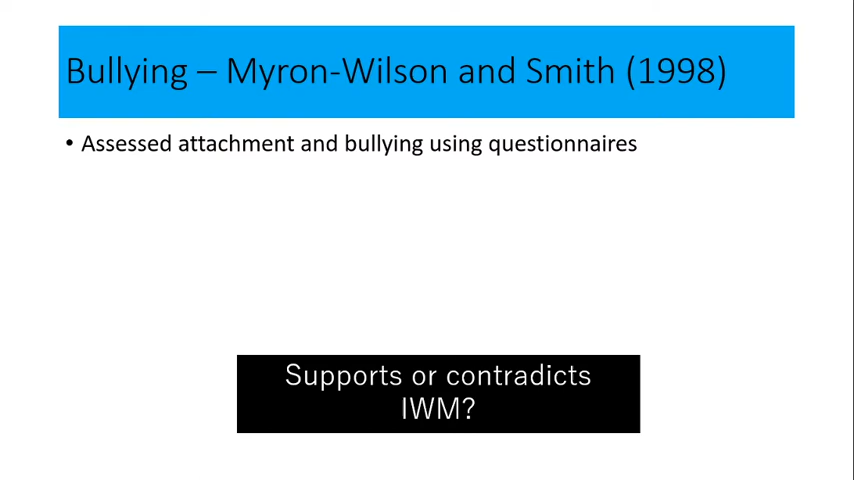 Bullying – Myron-Wilson and Smith (1998)
• Assessed attachment and bullying using questionnaires
Supports or contradicts
IWM?